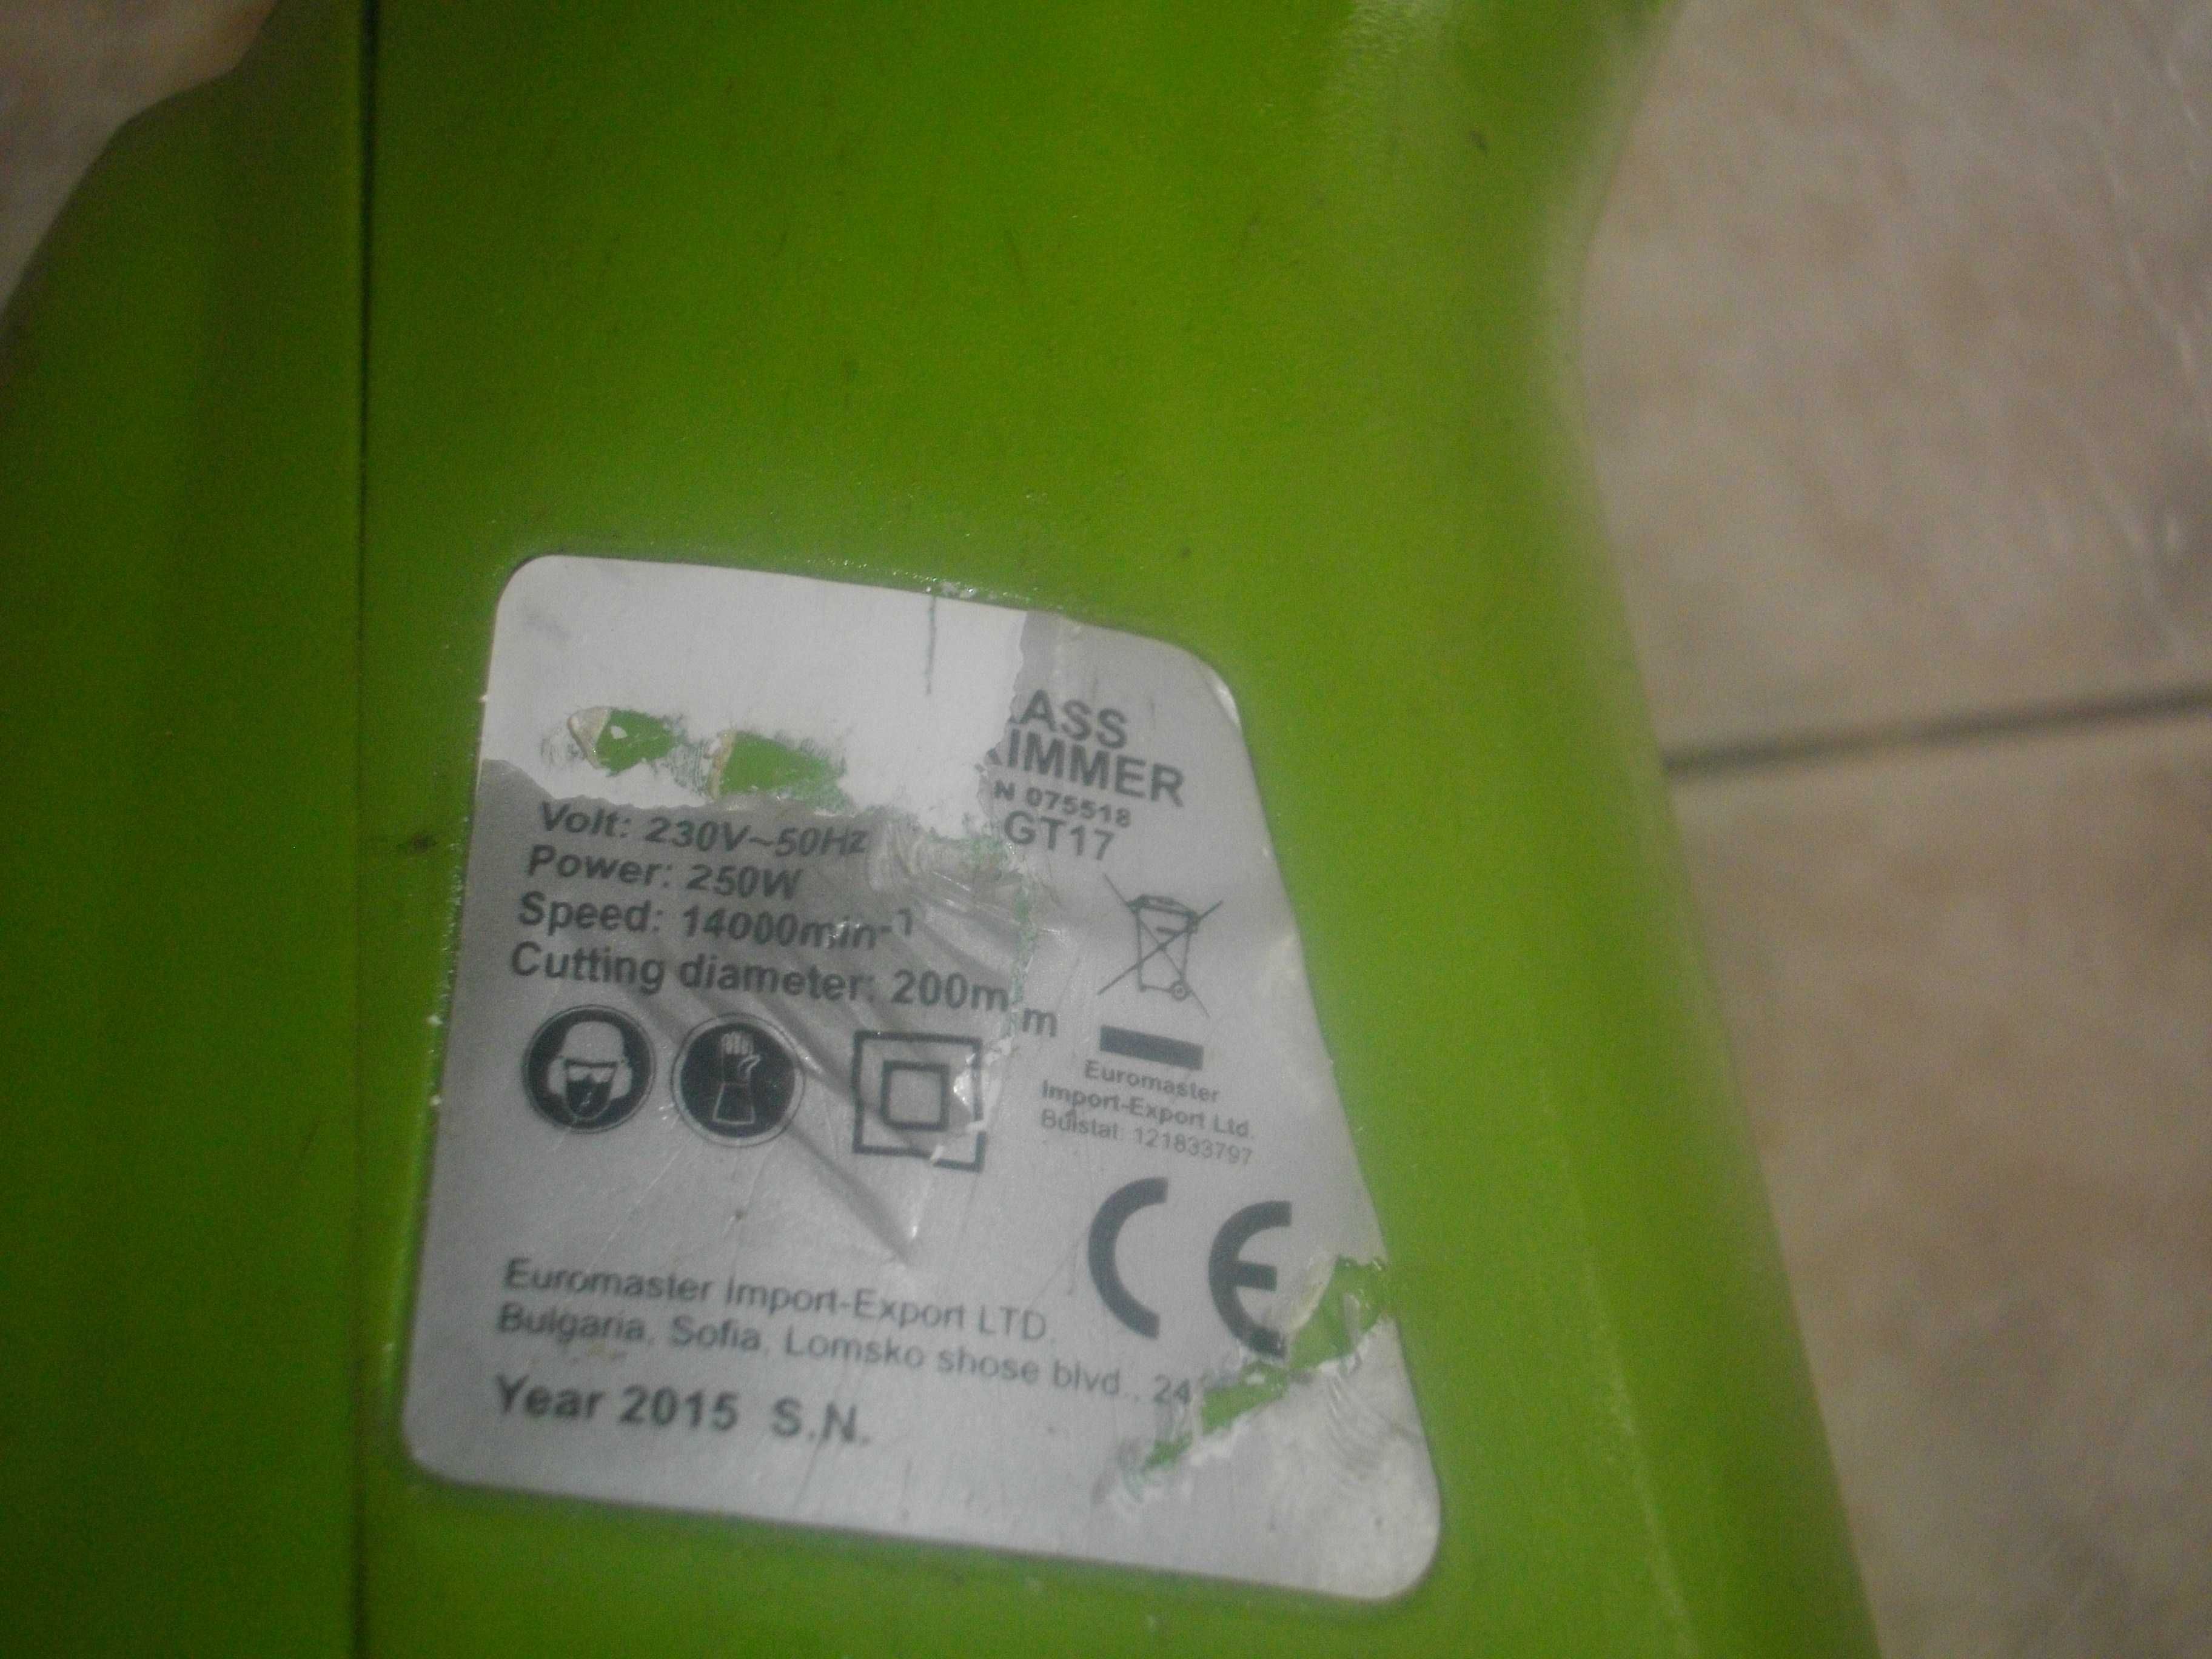 ASS
IMMER
N 075518
GT17
Volt: 230V~50Hz
Power: 250W
Speed: 14000min-1
Cutting diameter: 200mm
Euromaster
Import-Export Ltd.
Bulstat: 121833797
CE
Euromaster Import-Export LTD.
Bulgaria, Sofia, Lomsko shose blvd., 24
Year 2015 S.N.